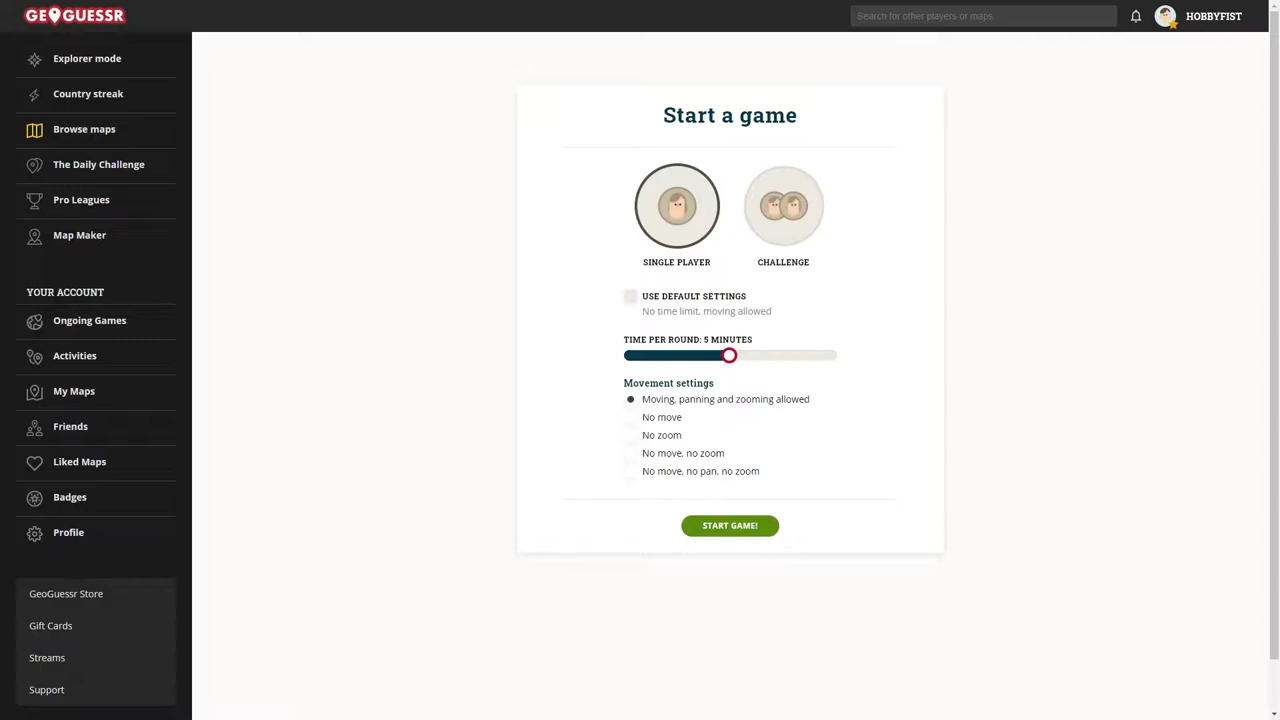 GEOGUESSR
Search for other players or maps
HOBBYFIST
Explorer mode
Country streak
Browse maps
The Daily Challenge
Pro Leagues
Map Maker
YOUR ACCOUNT
Ongoing Games
Activities
My Maps
Friends
Liked Maps
Badges
Profile
GeoGuessr Store
Gift Cards
Streams
Support
Start a game
SINGLE PLAYER
CHALLENGE
USE DEFAULT SETTINGS
No time limit, moving allowed
TIME PER ROUND: 5 MINUTES
Movement settings
Moving, panning and zooming allowed
No move
No zoom
No move, no zoom
No move, no pan, no zoom
START GAME!